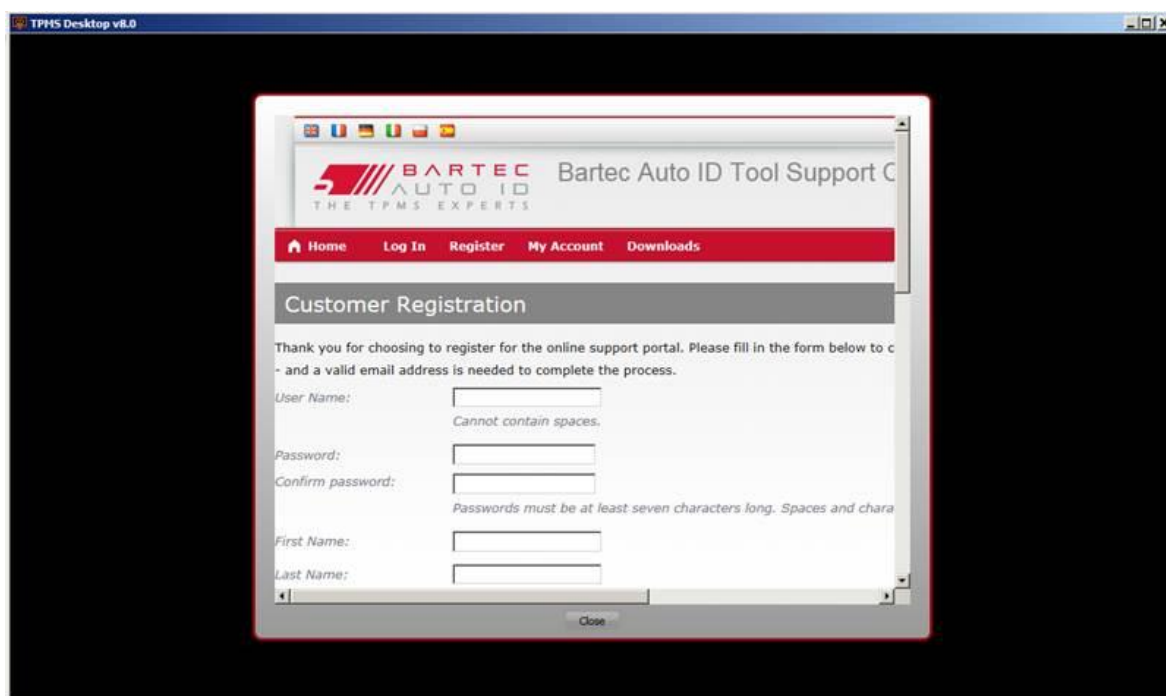 TPMS Desktop v8.0
BARTEC
AUTO ID
THE TPMS EXPERTS
Bartec Auto ID Tool Support C
Home Log In Register My Account Downloads
Customer Registration
Thank you for choosing to register for the online support portal. Please fill in the form below to c
- and a valid email address is needed to complete the process.
User Name:
Cannot contain spaces.
Password:
Confirm password:
Passwords must be at least seven characters long. Spaces and chara
First Name:
Last Name:
Close